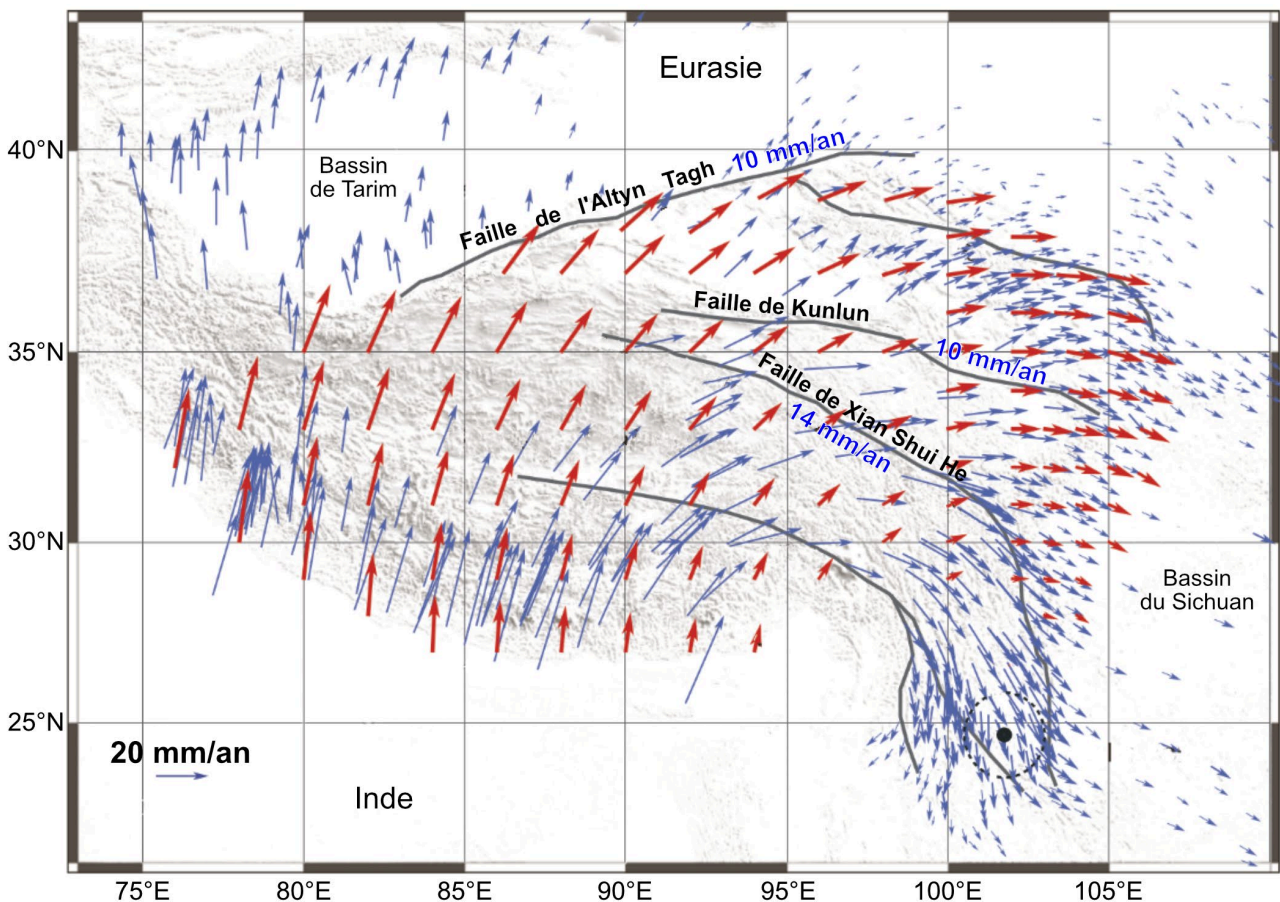 Eurasie
40°N
Bassin
de Tarim
10 mm/an
Faille de l'Altyn Tagh
Faille de Kunlun
35°N
10 mm/an
Faille de Xian Shui He
14 mm/an
30°N
Bassin
du Sichuan
25°N
20 mm/an
Inde
75°E 80°E 85°E 90°E 95°E 100°E 105°E